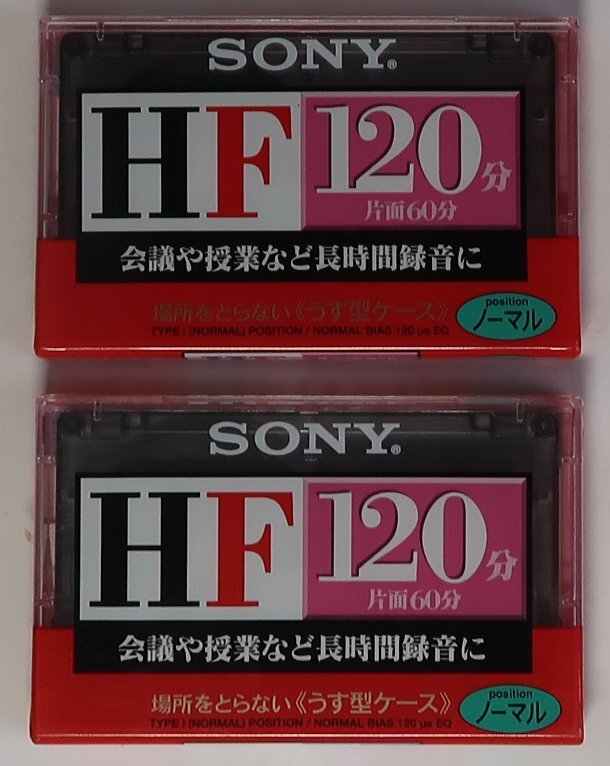 SONY®
HF 120分
片面60分
会議や授業など長時間録音に
場所をとらない《うす型ケース》
TYPE I (NORMAL) POSITION / NORMAL BIAS 120 µs EQ
position
ノーマル
SONY®
HF 120分
片面60分
会議や授業など長時間録音に
場所をとらない《うす型ケース》
TYPE I (NORMAL) POSITION / NORMAL BIAS 120 µs EQ
position
ノーマル